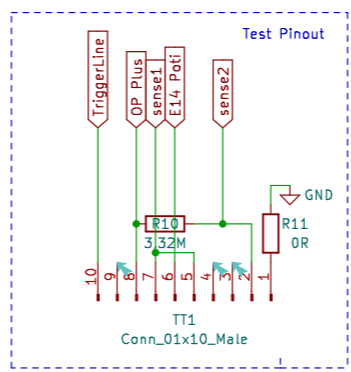 Test Pinout
TriggerLine
OP Plus
sense1
E14 Poti
sense2
GND
R10
3.32M
R11
0R
10
9
8
7
6
5
4
3
2
1
TT1
Conn_01x10_Male